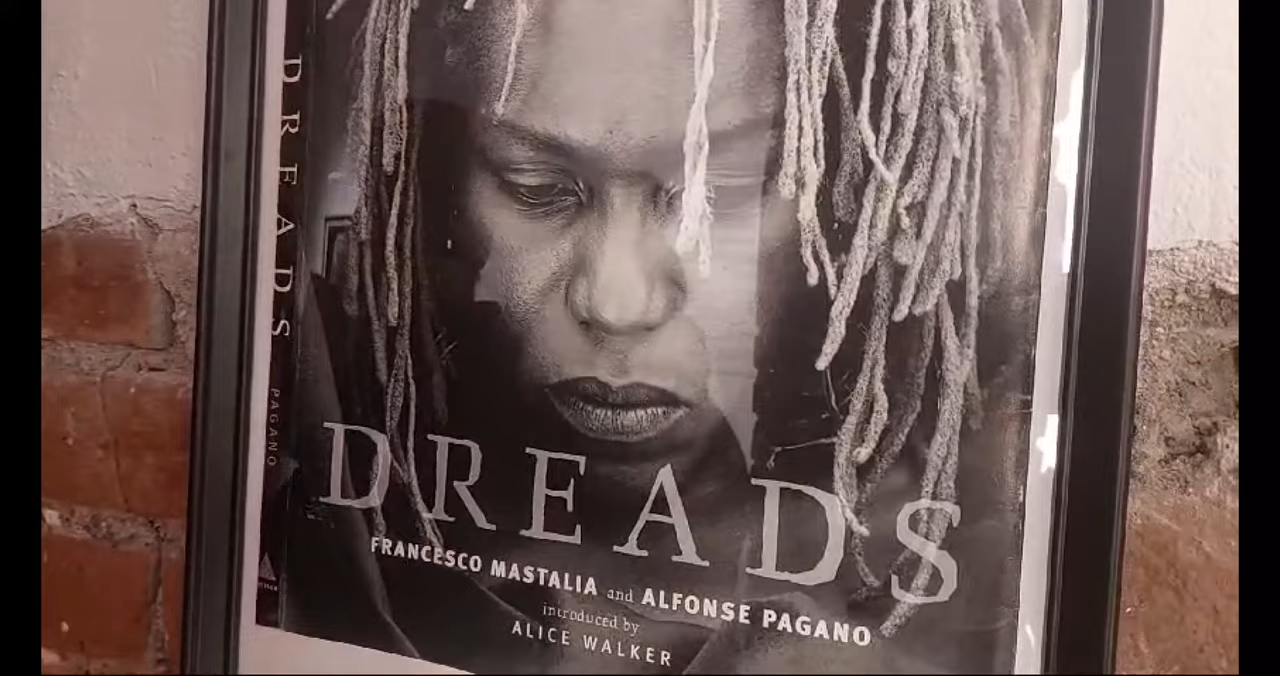 DREADS
PAGANO
DREADS
FRANCESCO MASTALIA and ALFONSE PAGANO
introduced by
ALICE WALKER